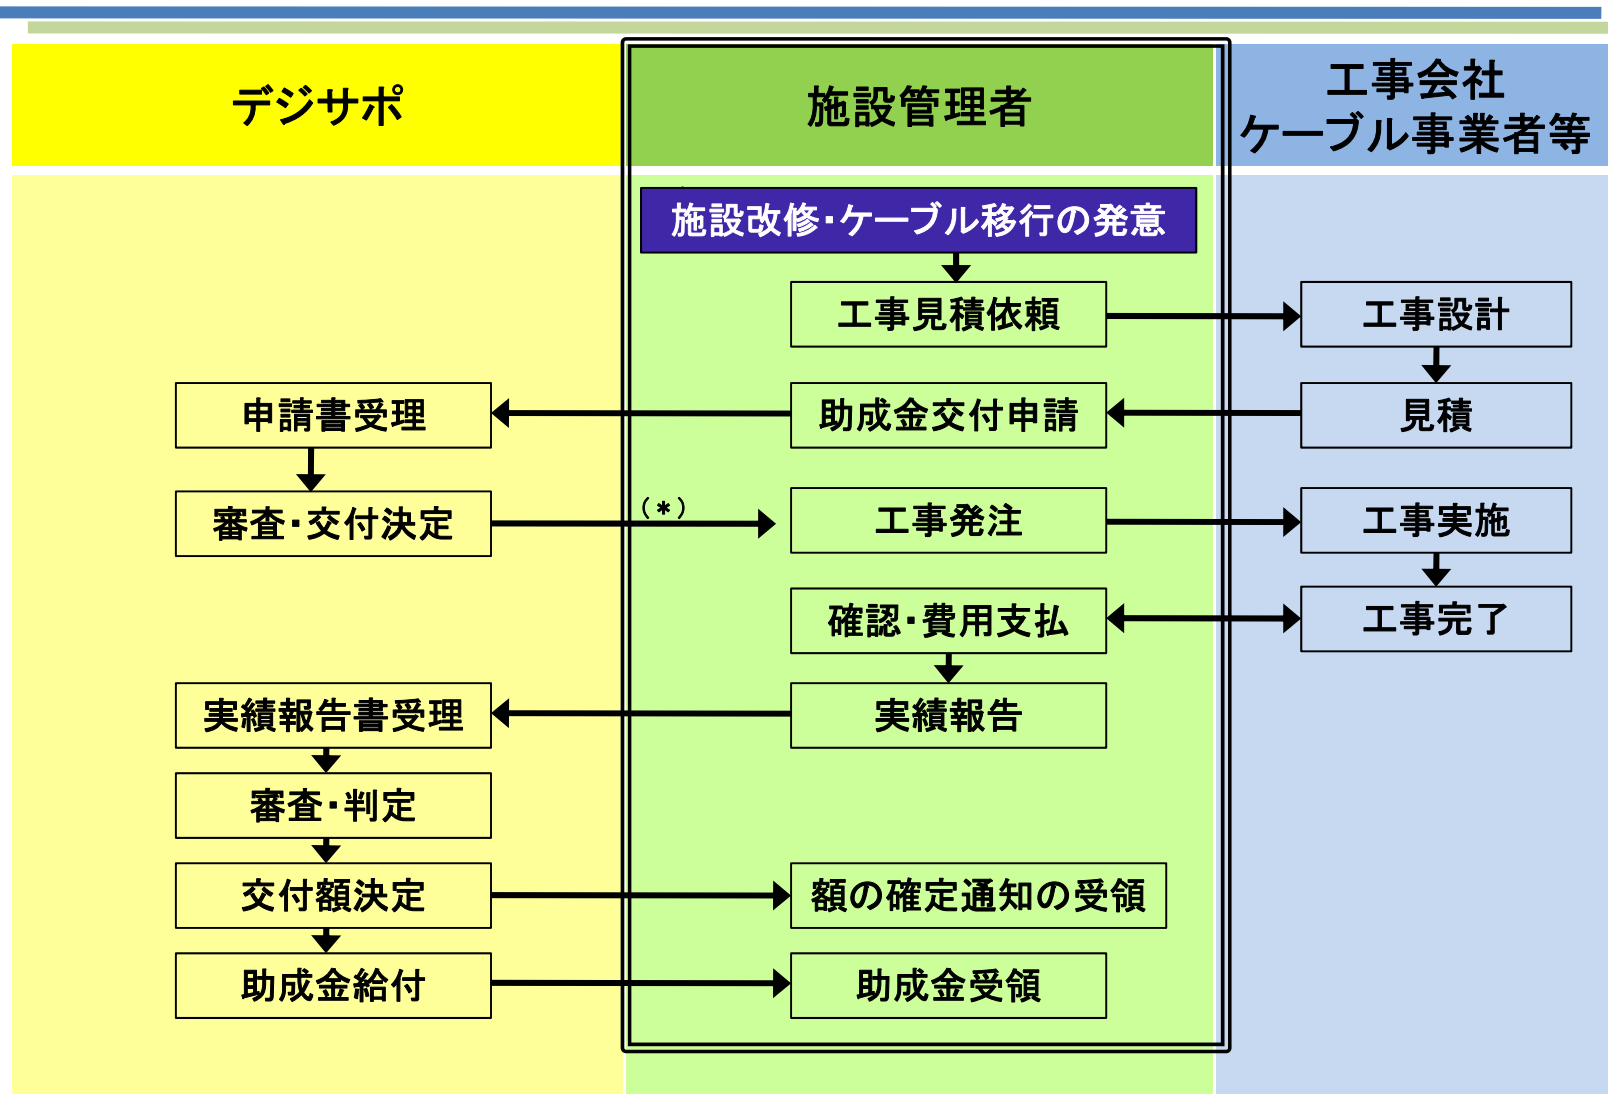 デジサポ
施設管理者
工事会社
ケーブル事業者等
施設改修・ケーブル移行の発意
工事見積依頼
工事設計
申請書受理
助成金交付申請
見積
審査・交付決定
（＊）
工事発注
工事実施
確認・費用支払
工事完了
実績報告書受理
実績報告
審査・判定
交付額決定
額の確定通知の受領
助成金給付
助成金受領